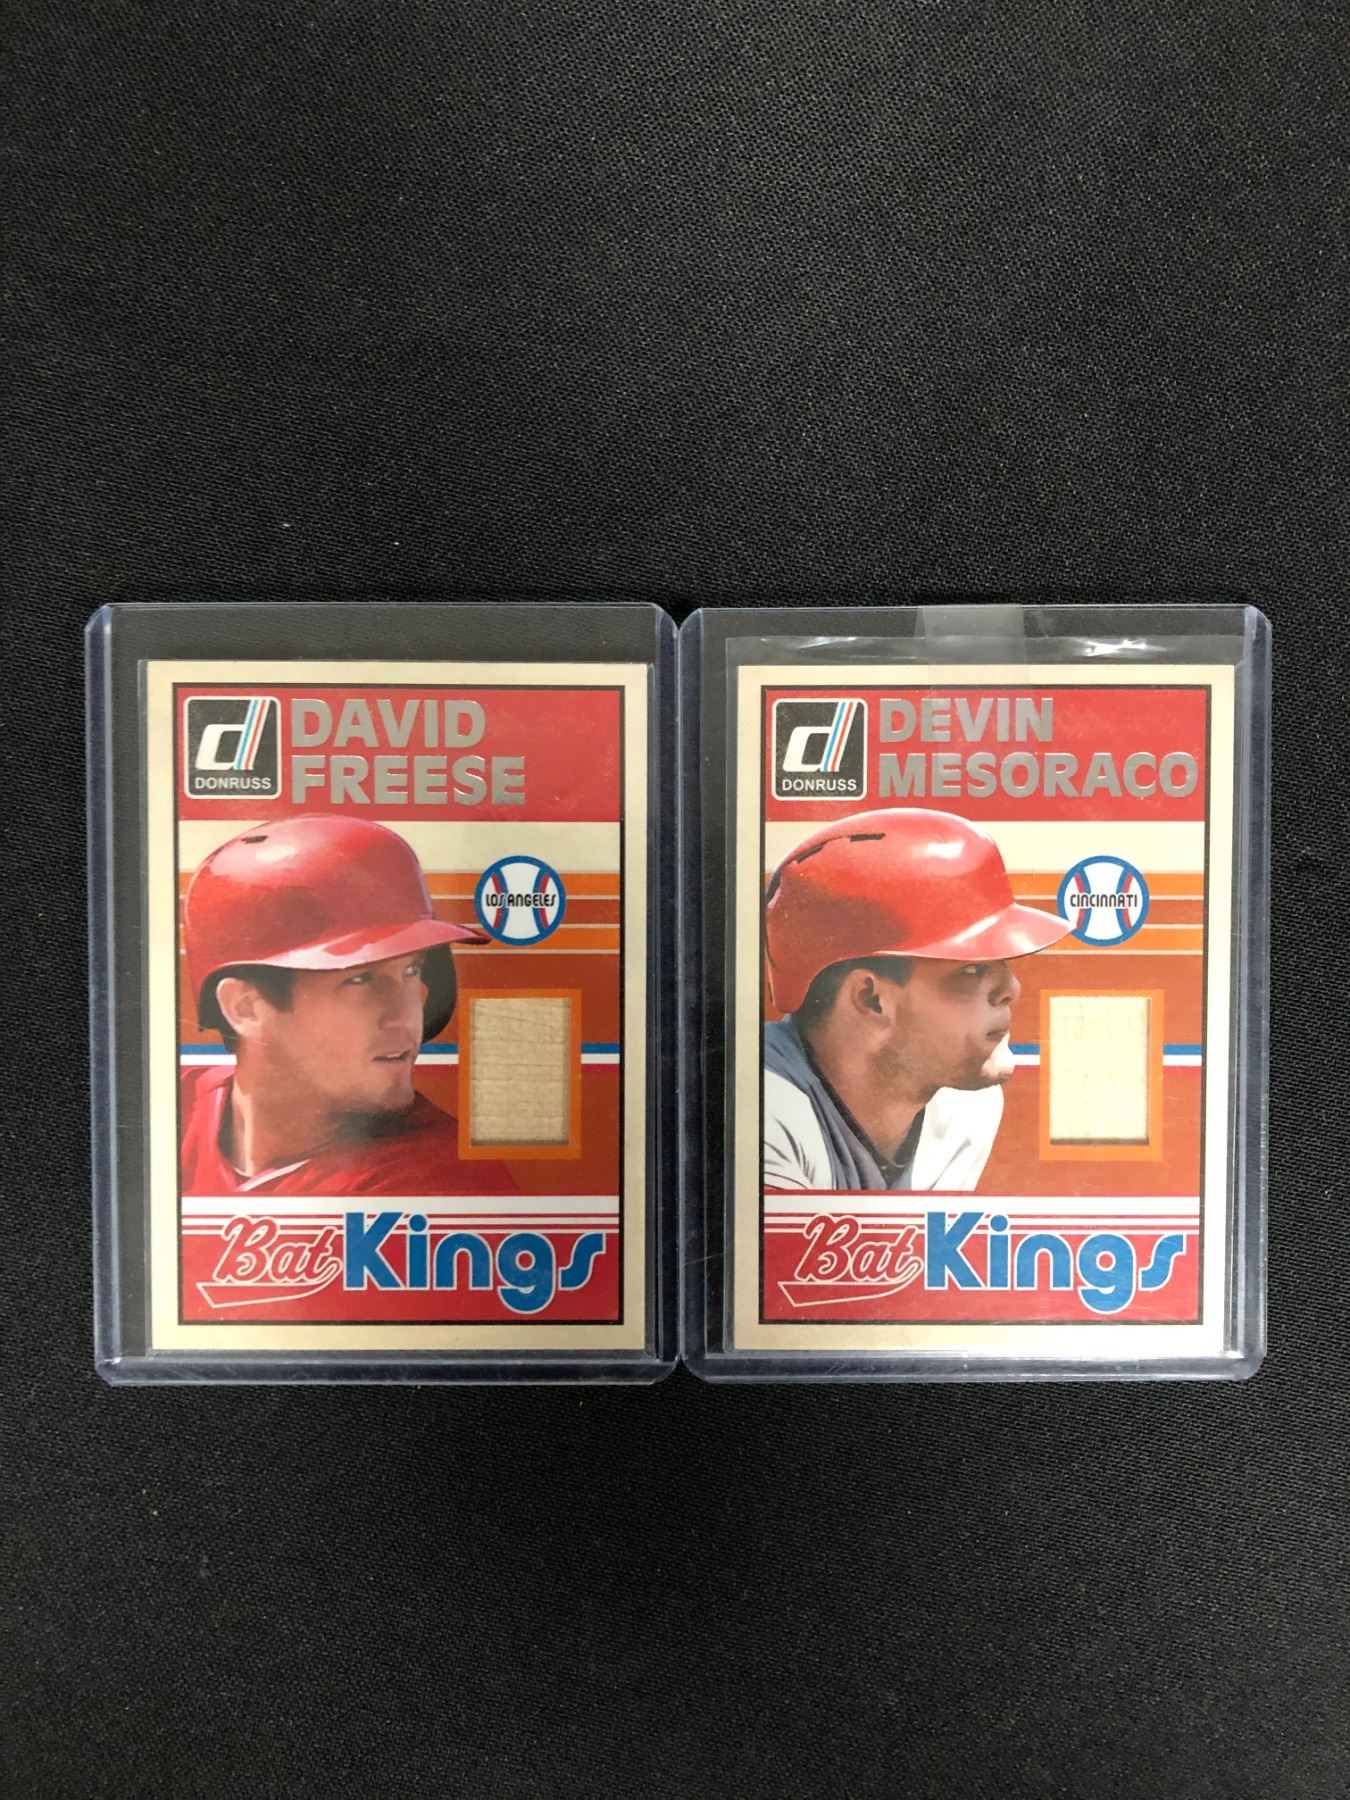 d
DONRUSS
DAVID
FREESE
LOS ANGELES
Bat Kings
d
DONRUSS
DEVIN
MESORACO
CINCINNATI
Bat Kings